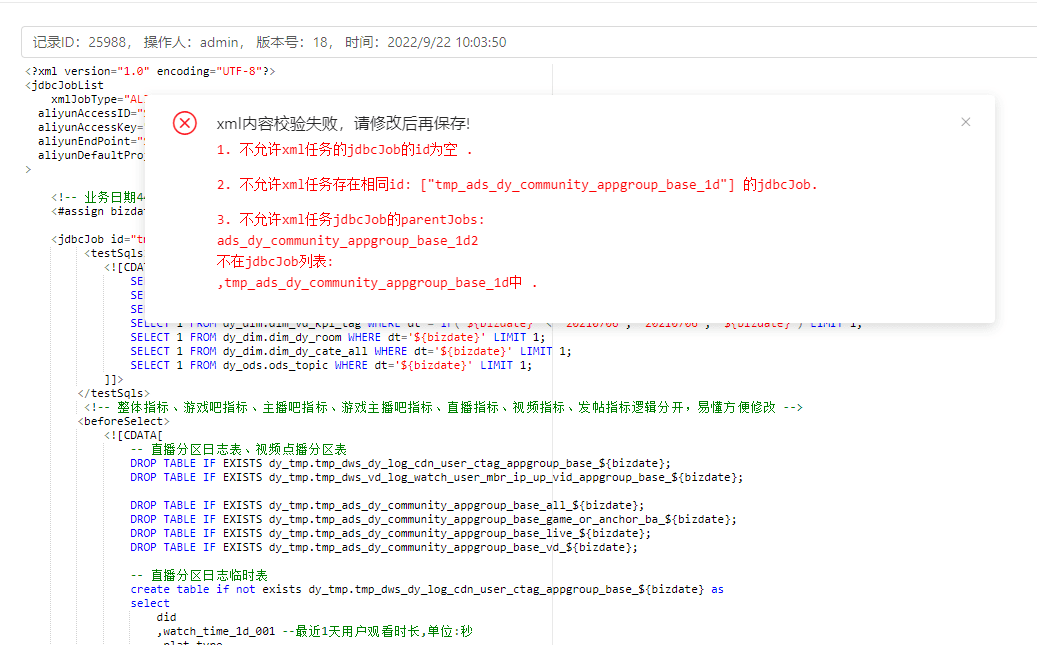 记录ID：25988， 操作人：admin， 版本号：18， 时间：2022/9/22 10:03:50
<?xml version="1.0" encoding="UTF-8"?>
<jdbcJobList
xmlJobType="AL
aliyunAccessID="
aliyunAccessKey=
aliyunEndPoint="
aliyunDefaultPro
>
xml内容校验失败，请修改后再保存!
1. 不允许xml任务的jdbcJob的id为空 .
2. 不允许xml任务存在相同id: ["tmp_ads_dy_community_appgroup_base_1d"] 的jdbcJob.
3. 不允许xml任务jdbcJob的parentJobs:
ads_dy_community_appgroup_base_1d2
不在jdbcJob列表:
,tmp_ads_dy_community_appgroup_base_1d中 .
<!-- 业务日期
<#assign bizdat
<jdbcJob id="
<testSqls
<![CDA
SE
SE
SE
SELECT 1 FROM dy_dim.dim_vd_kpi_tag WHERE dt = IF('${bizdate}' < '20210706', '20210706', '${bizdate}') LIMIT 1;
SELECT 1 FROM dy_dim.dim_dy_room WHERE dt='${bizdate}' LIMIT 1;
SELECT 1 FROM dy_dim.dim_dy_cate_all WHERE dt='${bizdate}' LIMIT 1;
SELECT 1 FROM dy_ods.ods_topic WHERE dt='${bizdate}' LIMIT 1;
]]>
</testSqls>
<!-- 整体指标、游戏吧指标、主播吧指标、游戏主播吧指标、直播指标、视频指标、发帖指标逻辑分开，易懂方便修改 -->
<beforeSelect>
<![CDATA[
-- 直播分区日志表、视频点播分区表
DROP TABLE IF EXISTS dy_tmp.tmp_dws_dy_log_cdn_user_ctag_appgroup_base_${bizdate};
DROP TABLE IF EXISTS dy_tmp.tmp_dws_vd_log_watch_user_mbr_ip_up_vid_appgroup_base_${bizdate};
DROP TABLE IF EXISTS dy_tmp.tmp_ads_dy_community_appgroup_base_all_${bizdate};
DROP TABLE IF EXISTS dy_tmp.tmp_ads_dy_community_appgroup_base_game_or_anchor_ba_${bizdate};
DROP TABLE IF EXISTS dy_tmp.tmp_ads_dy_community_appgroup_base_live_${bizdate};
DROP TABLE IF EXISTS dy_tmp.tmp_ads_dy_community_appgroup_base_vd_${bizdate};
-- 直播分区日志临时表
create table if not exists dy_tmp.tmp_dws_dy_log_cdn_user_ctag_appgroup_base_${bizdate} as
select
did
,watch_time_1d_001 --最近1天用户观看时长,单位:秒
,plat_type